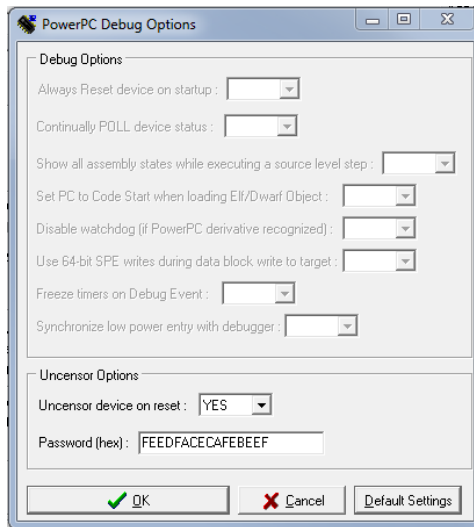 PowerPC Debug Options
Debug Options
Always Reset device on startup :
Continually POLL device status :
Show all assembly states while executing a source level step :
Set PC to Code Start when loading Elf/Dwarf Object :
Disable watchdog (if PowerPC derivative recognized) :
Use 64-bit SPE writes during data block write to target :
Freeze timers on Debug Event :
Synchronize low power entry with debugger :
Uncensor Options
Uncensor device on reset : YES
Password (hex) : FEEDFACECAFEBEEF
OK Cancel Default Settings